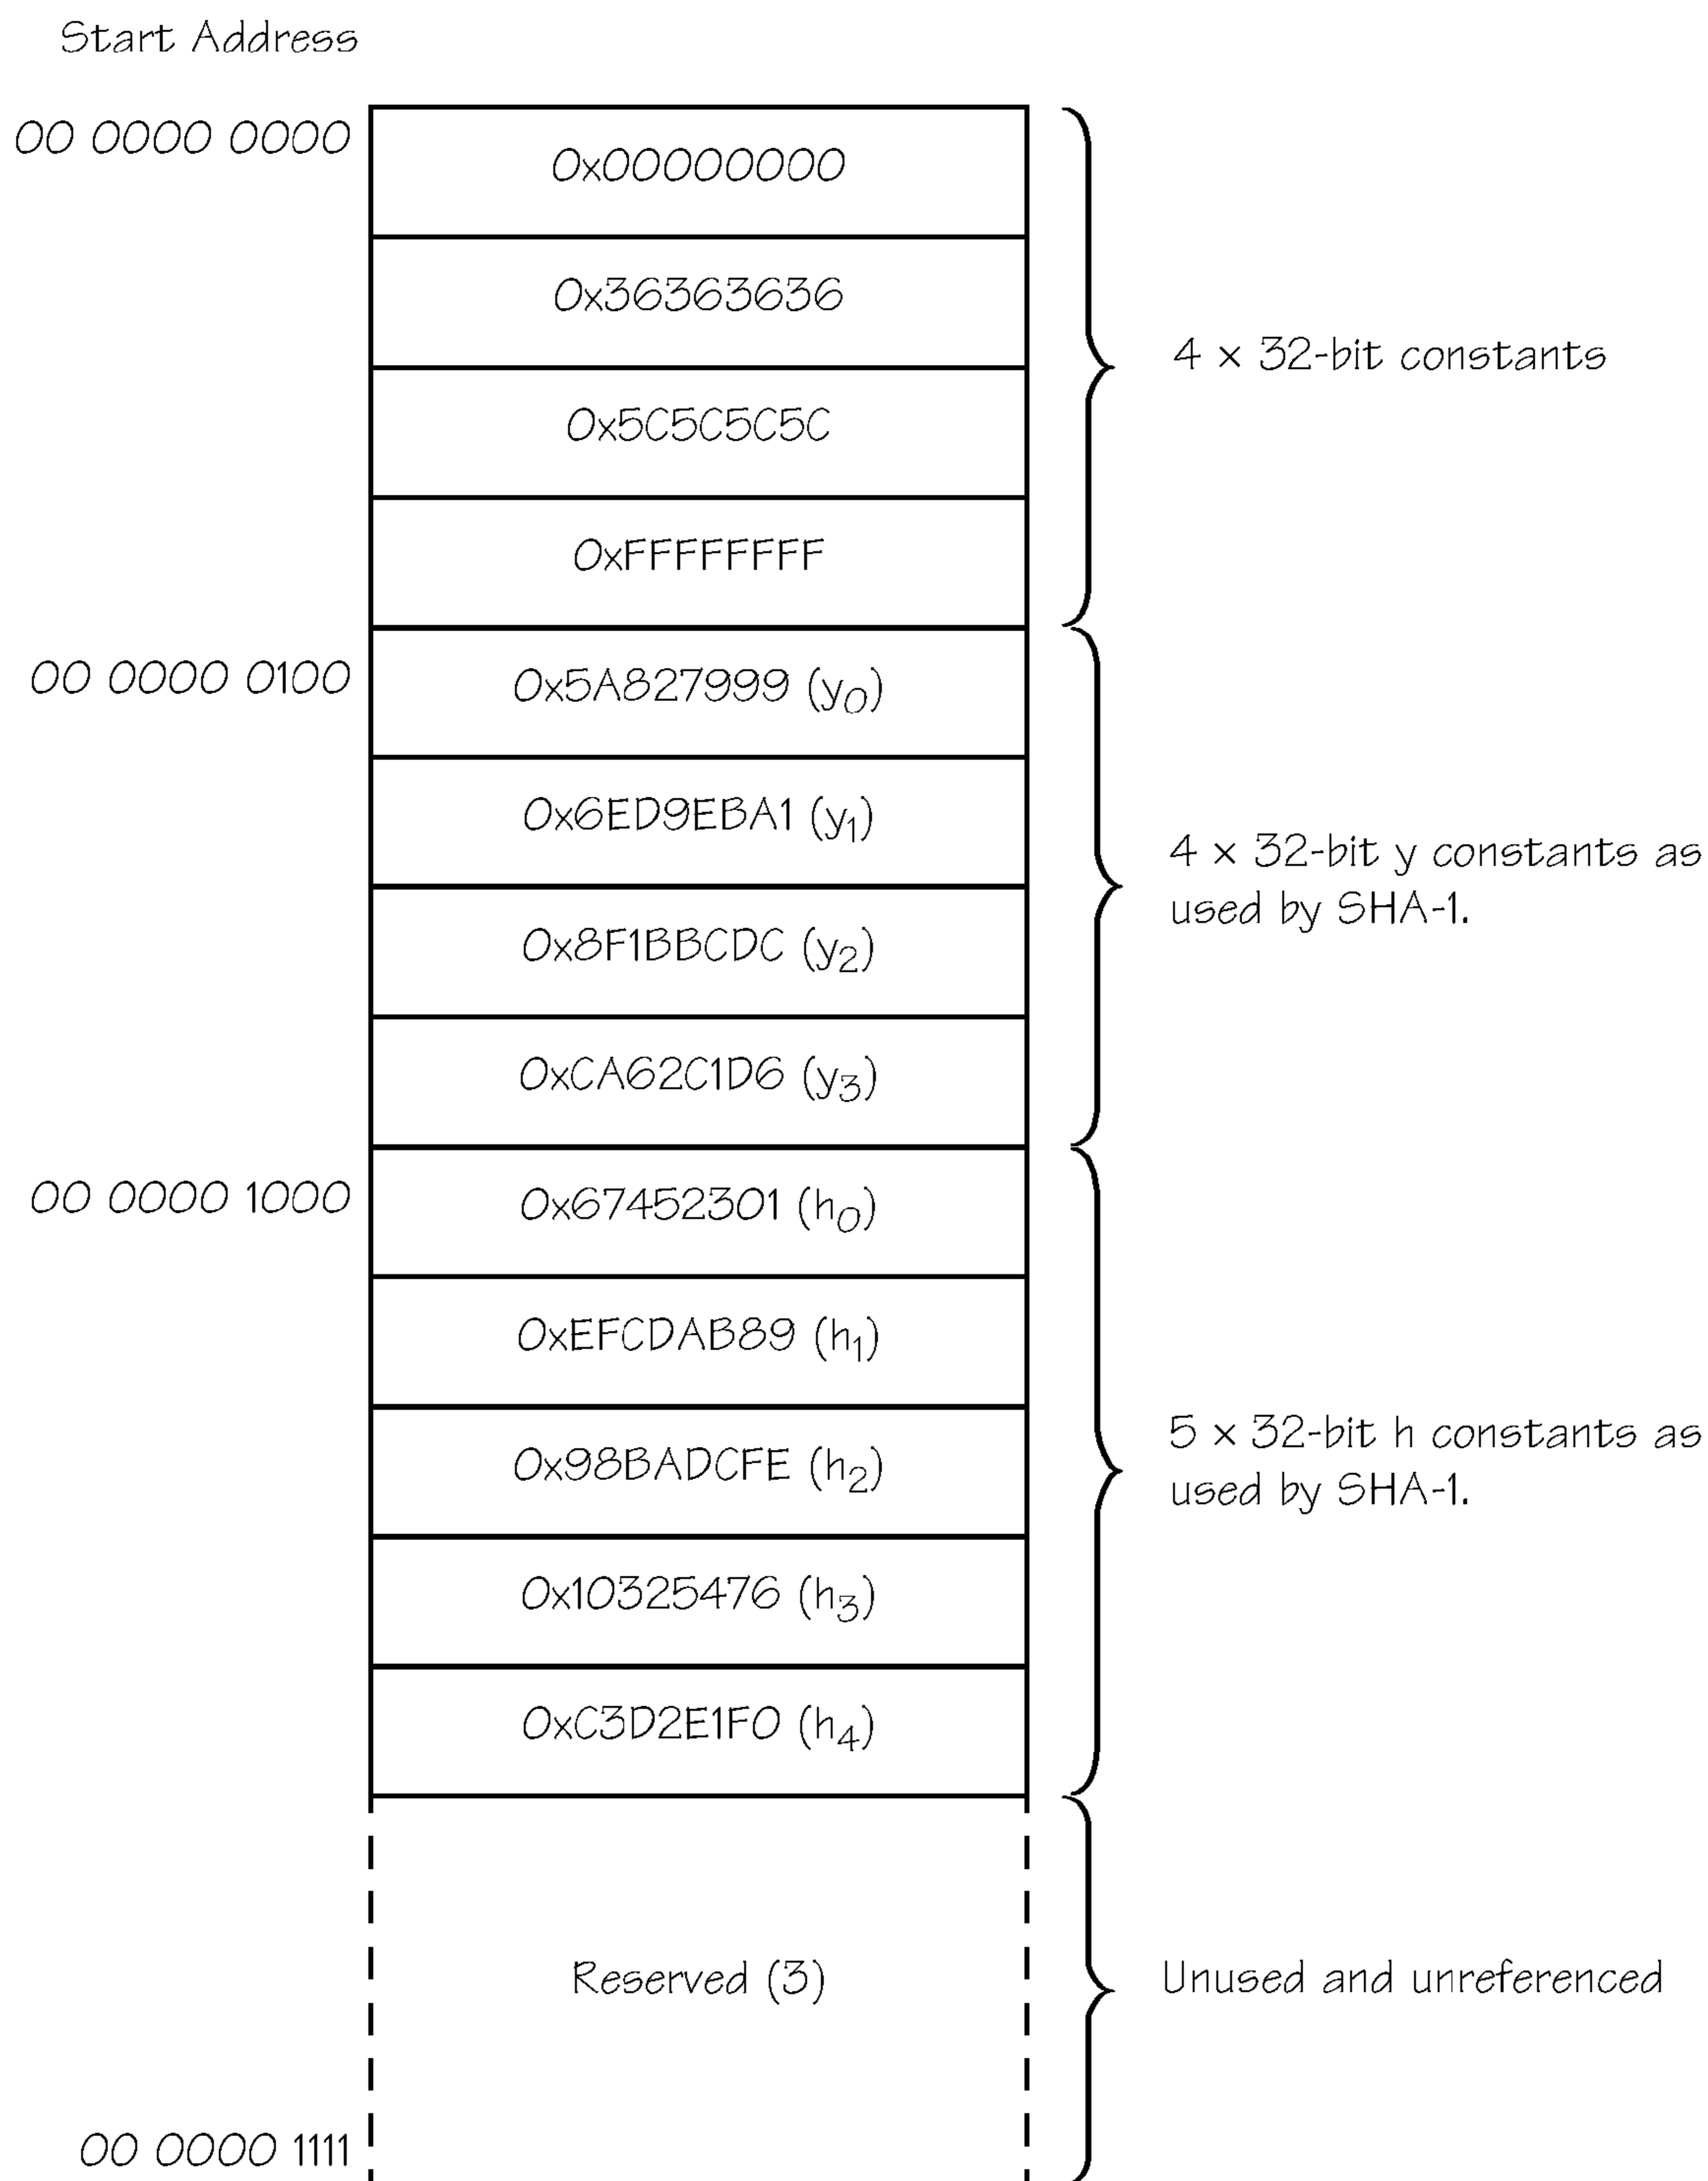 Start Address
00 0000 0000
0x00000000
0x36363636
4 × 32-bit constants
0x5C5C5C5C
0xFFFFFFFF
00 0000 0100
0x5A827999 (y0)
0x6ED9EBA1 (y1)
4 × 32-bit y constants as
used by SHA-1.
0x8F1BBCDC (y2)
0xCA62C1D6 (y3)
00 0000 1000
0x67452301 (h0)
0xEFCDAB89 (h1)
5 × 32-bit h constants as
used by SHA-1.
0x98BADCFE (h2)
0x10325476 (h3)
0xC3D2E1F0 (h4)
Reserved (3)
Unused and unreferenced
00 0000 1111